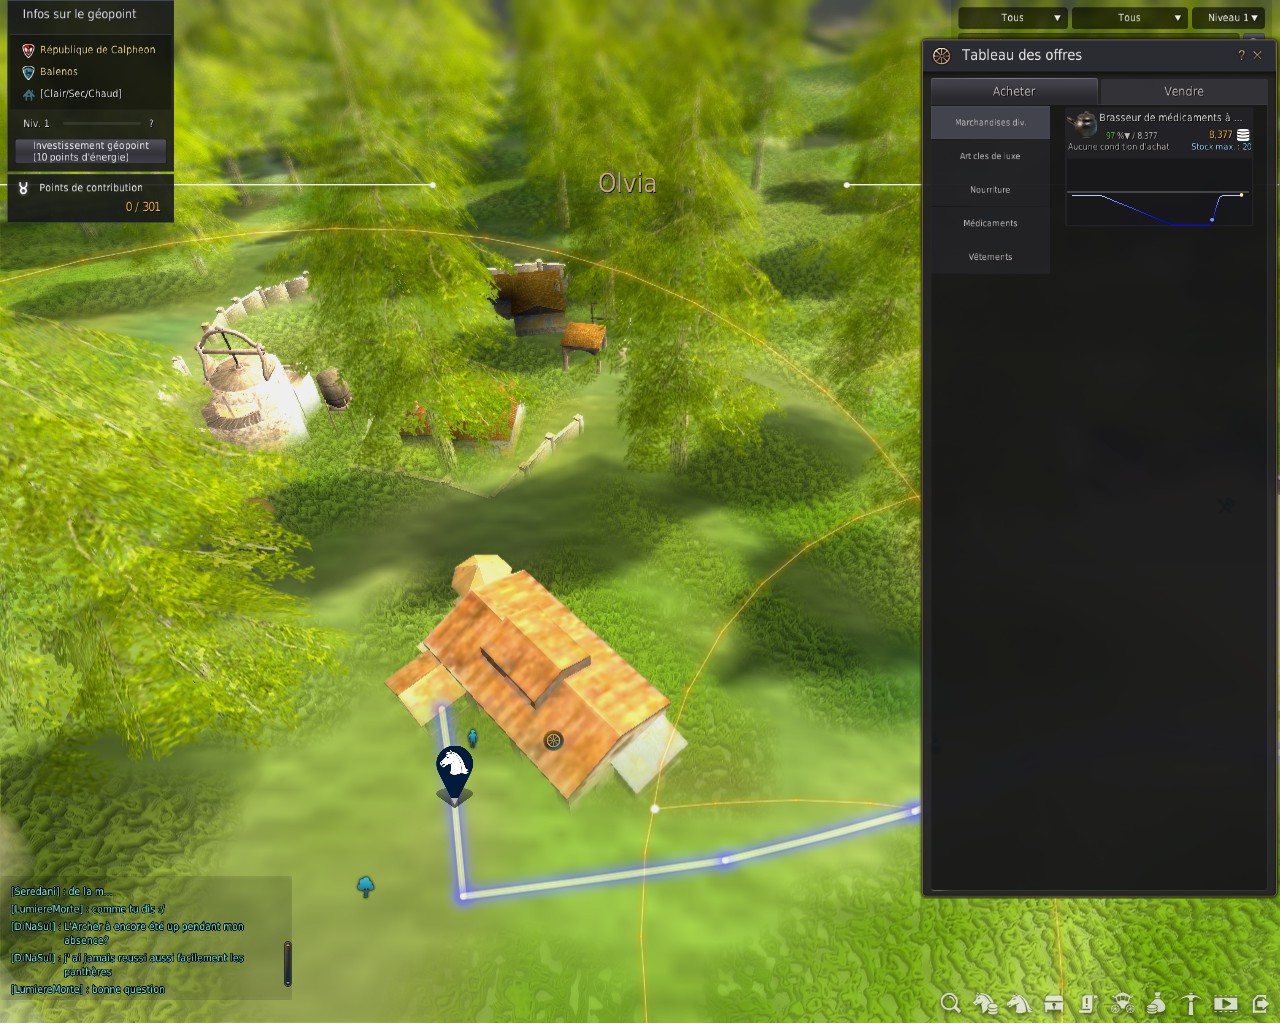 Infos sur le géopoint
République de Calpheon
Balenos
[Clair/Sec/Chaud]
Niv. 1
?
Investissement géopoint
(10 points d'énergie)
Points de contribution
0 / 301
Olvia
Tous ▼
Tous ▼
Niveau 1▼
Tableau des offres
?
Acheter
Vendre
Marchandises div.
Articles de luxe
Nourriture
Médicaments
Vêtements
Brasseur de médicaments à ...
97 %▼/ 8.377
8,377
Aucune condition d'achat
Stock max. : 20
[Seredani] : de la m...
[LumiereMorte] : comme tu dis :/
[DiNaSul] : L'Archer à encore été up pendant mon
absence?
[DiNaSul] : j' ai jamais reussi aussi facilement les
panthères
[LumiereMorte] : bonne question